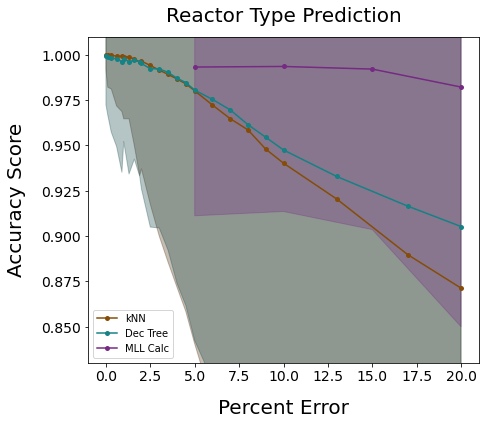 Reactor Type Prediction
Accuracy Score
1.000
0.975
0.950
0.925
0.900
0.875
0.850
kNN
Dec Tree
MLL Calc
0.0 2.5 5.0 7.5 10.0 12.5 15.0 17.5 20.0
Percent Error